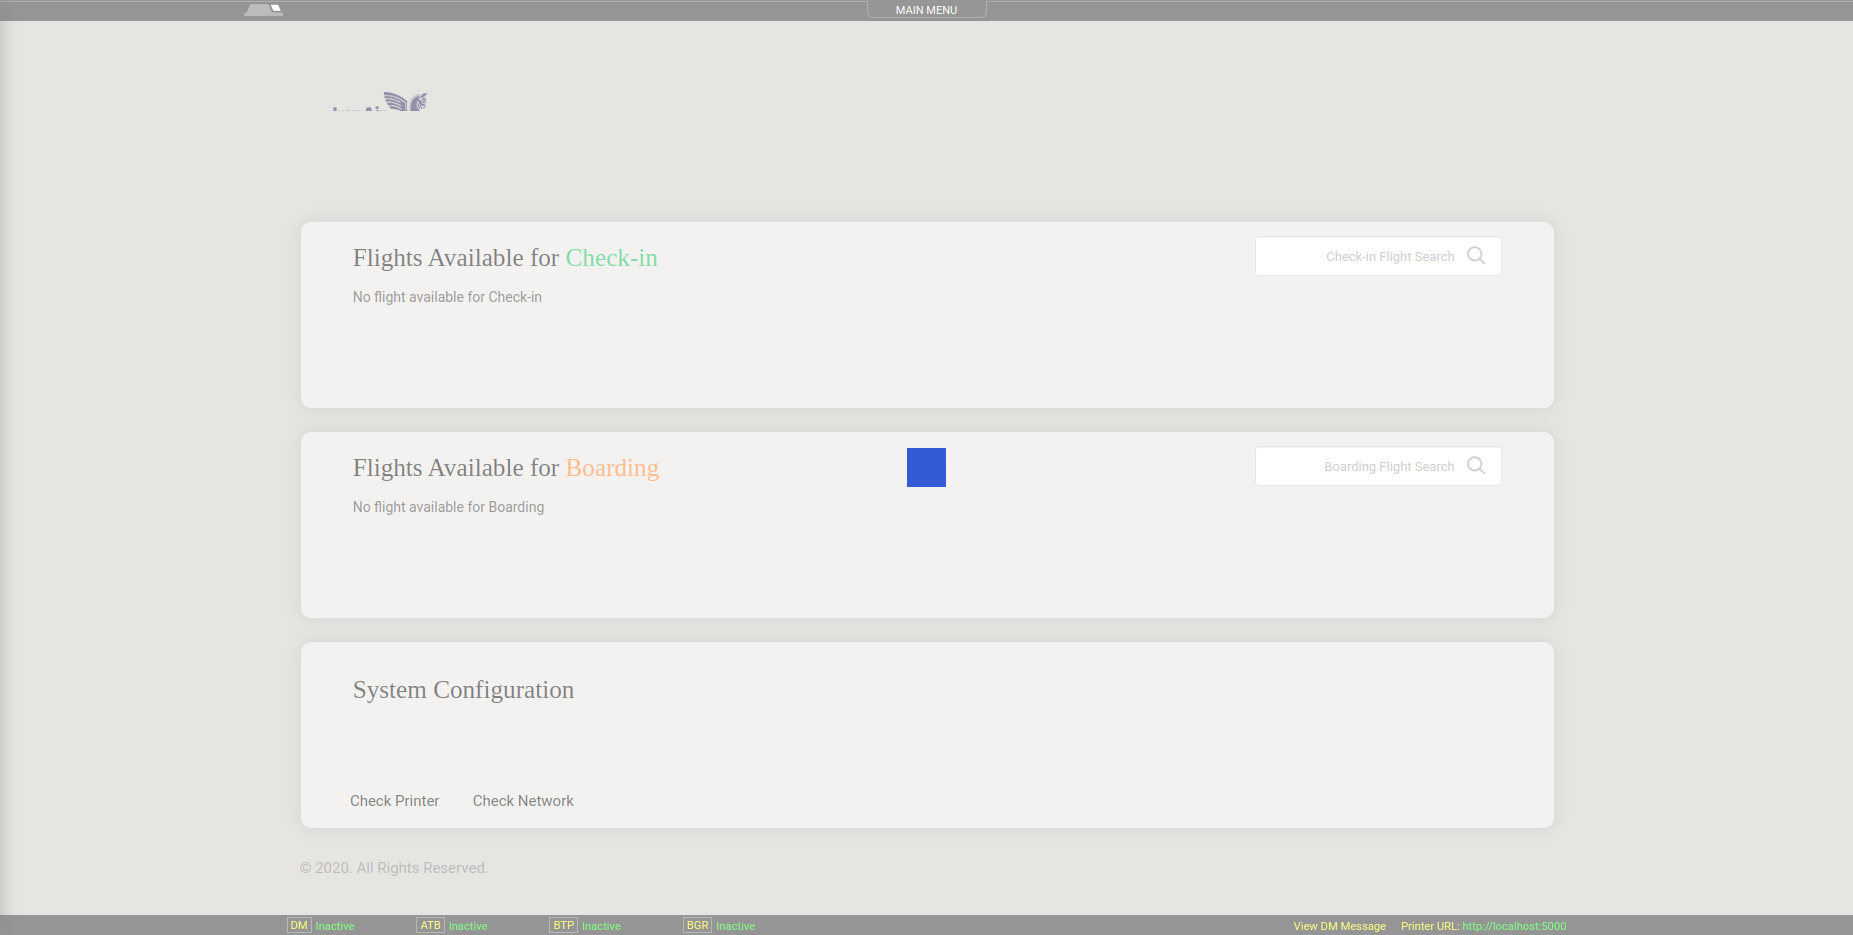 MAIN MENU
Flights Available for Check-in
Check-in Flight Search
No flight available for Check-in
Flights Available for Boarding
Boarding Flight Search
No flight available for Boarding
System Configuration
Check Printer Check Network
© 2020. All Rights Reserved.
DM Inactive ATB Inactive BTP Inactive BGR Inactive View DM Message Printer URL: http://localhost:5000